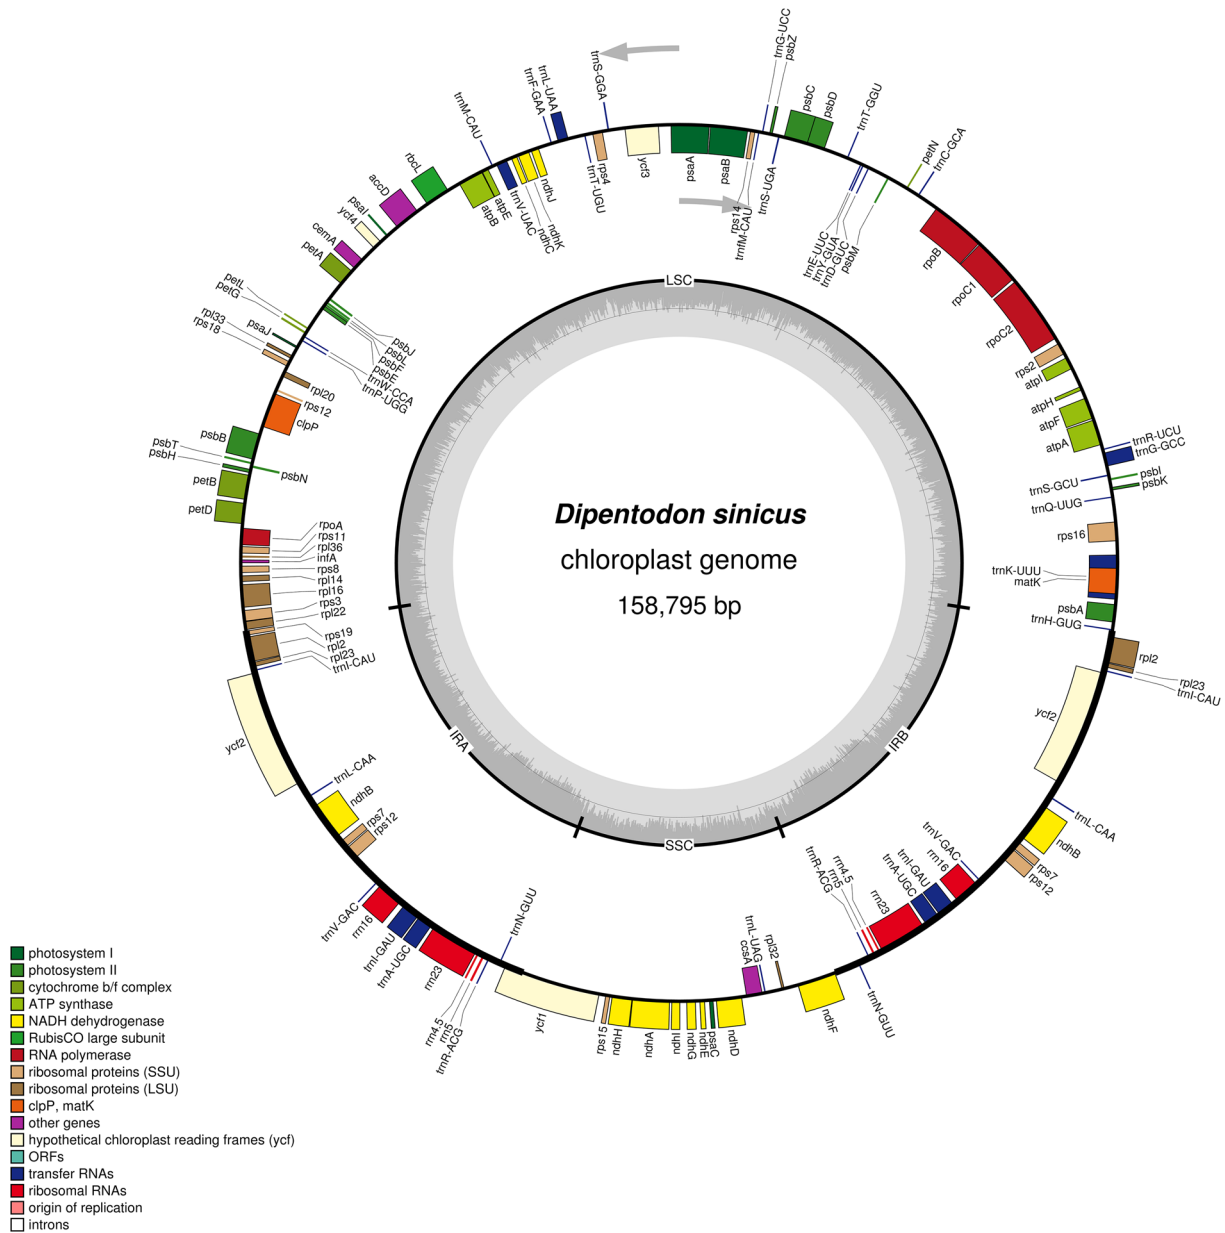 Dipentodon sinicus
chloroplast genome
158,795 bp
LSC
IRB
SSC
IRA
trnG-UCC
psbZ
psbC
psbD
trnT-GGU
petN
trnC-GCA
rpoB
rpoC1
rpoC2
rps2
atpI
atpH
atpF
atpA
trnR-UCU
trnG-GCC
trnS-GCU
psbI
psbK
trnQ-UUG
rps16
trnK-UUU
matK
psbA
trnH-GUG
rpl2
rpl23
trnI-CAU
ycf2
trnL-CAA
ndhB
rps7
rps12
trnV-GAC
rrn16
trnI-GAU
trnA-UGC
rrn23
rrn4.5
rrn5
trnR-ACG
trnN-GUU
ndhF
rpl32
trnL-UAG
ccsA
ndhD
psaC
ndhE
ndhG
ndhI
ndhA
ndhH
rps15
ycf1
trnN-GUU
trnR-ACG
rrn5
rrn4.5
rrn23
trnA-UGC
trnI-GAU
rrn16
trnV-GAC
rps12
rps7
ndhB
trnL-CAA
ycf2
trnI-CAU
rpl23
rpl2
rps19
rpl22
rps3
rpl16
rpl14
rps8
infA
rpl36
rps11
rpoA
petD
petB
psbH
psbT
psbN
psbB
clpP
rps12
rpl20
rps18
rpl33
psaJ
trnP-UGG
trnW-CCA
petG
petL
psbE
psbF
psbL
psbJ
petA
cemA
ycf4
psaI
accD
rbcL
atpB
atpE
trnM-CAU
trnV-UAC
ndhC
ndhK
ndhJ
trnF-GAA
trnL-UAA
trnT-UGU
rps4
trnS-GGA
ycf3
psaA
psaB
rps14
trnfM-CAU
trnS-UGA
trnE-UUC
trnY-GUA
trnD-GUC
psbM
photosystem I
photosystem II
cytochrome b/f complex
ATP synthase
NADH dehydrogenase
RubisCO large subunit
RNA polymerase
ribosomal proteins (SSU)
ribosomal proteins (LSU)
clpP, matK
other genes
hypothetical chloroplast reading frames (ycf)
ORFs
transfer RNAs
ribosomal RNAs
origin of replication
introns